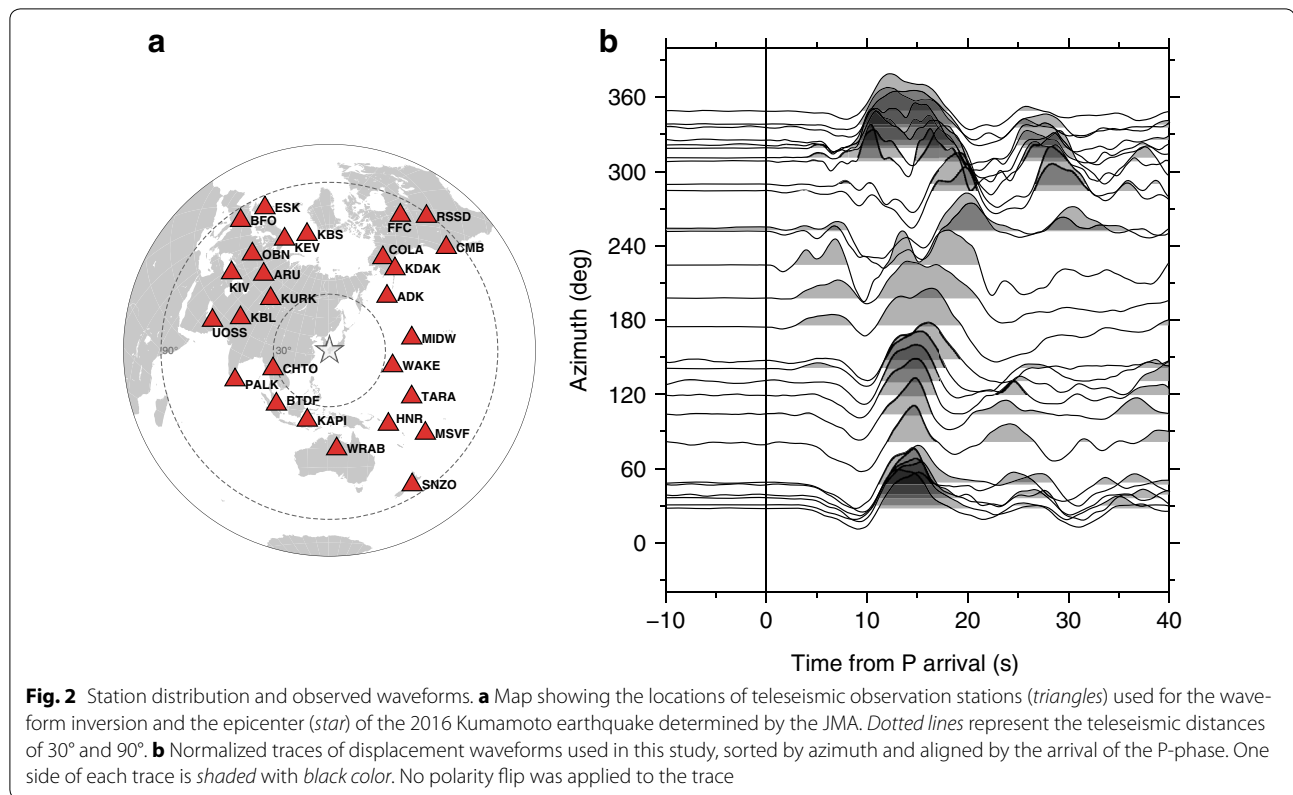 a
b
ESK
BFO
KBS
KEV
OBN
ARU
KIV
KURK
KBL
UOSS
CHTO
PALK
BTDF
KAPI
WRAB
FFC
RSSD
CMB
COLA
KDAK
ADK
MIDW
WAKE
TARA
HNR
MSVF
SNZO
90°
30°
Azimuth (deg)
360
300
240
180
120
60
0
−10 0 10 20 30 40
Time from P arrival (s)
Fig. 2 Station distribution and observed waveforms. a Map showing the locations of teleseismic observation stations (triangles) used for the wave-
form inversion and the epicenter (star) of the 2016 Kumamoto earthquake determined by the JMA. Dotted lines represent the teleseismic distances
of 30° and 90°. b Normalized traces of displacement waveforms used in this study, sorted by azimuth and aligned by the arrival of the P-phase. One
side of each trace is shaded with black color. No polarity flip was applied to the trace